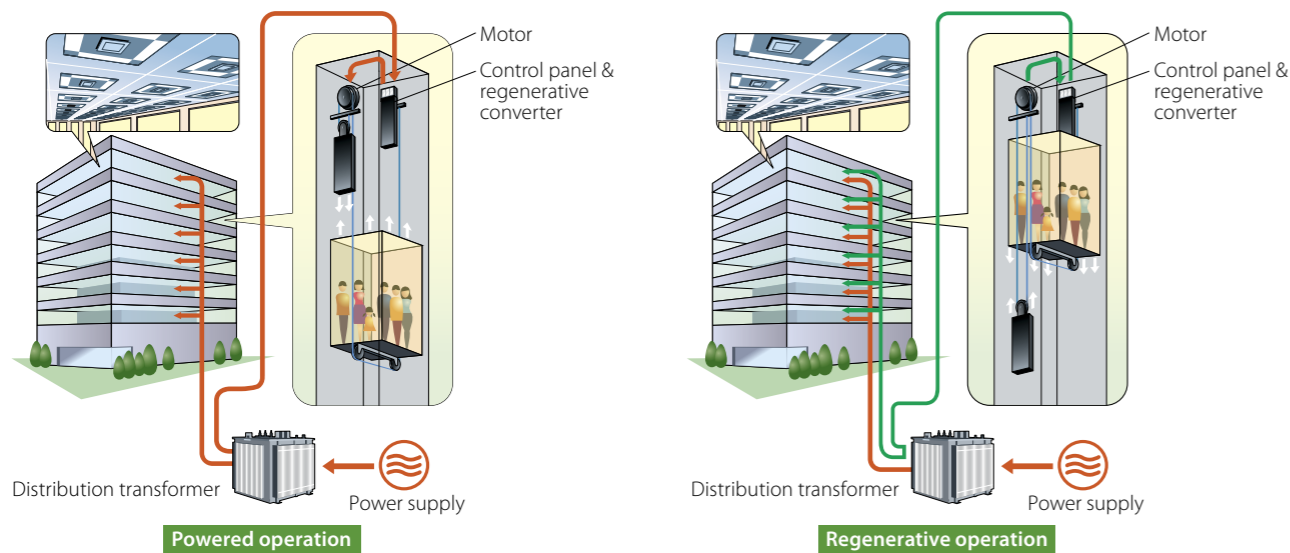 Motor
Control panel &
regenerative
converter
Distribution transformer
Power supply
Powered operation
Motor
Control panel &
regenerative
converter
Distribution transformer
Power supply
Regenerative operation